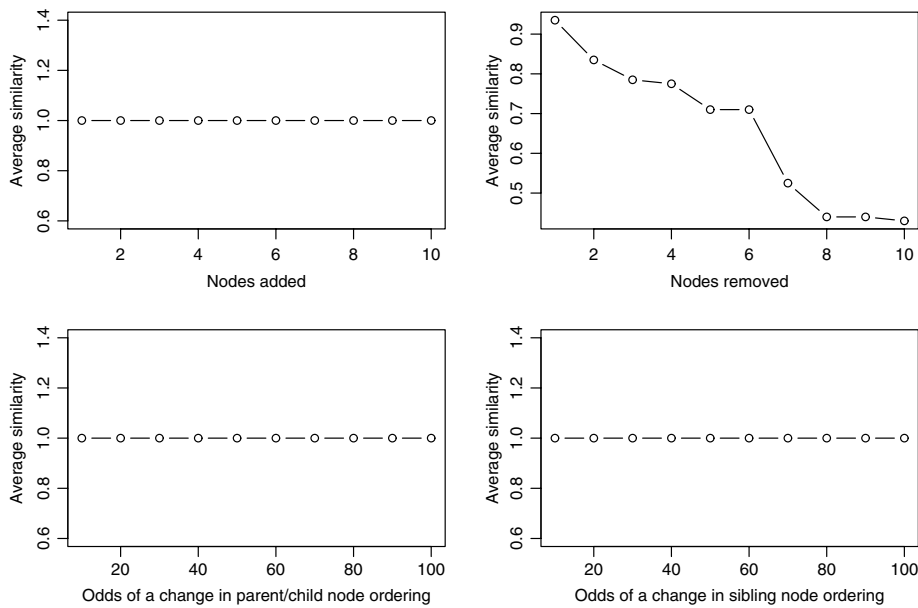 Average similarity
0.6 0.8 1.0 1.2 1.4
2 4 6 8 10
Nodes added
Average similarity
0.5 0.6 0.7 0.8 0.9
2 4 6 8 10
Nodes removed
Average similarity
0.6 0.8 1.0 1.2 1.4
20 40 60 80 100
Odds of a change in parent/child node ordering
Average similarity
0.6 0.8 1.0 1.2 1.4
20 40 60 80 100
Odds of a change in sibling node ordering